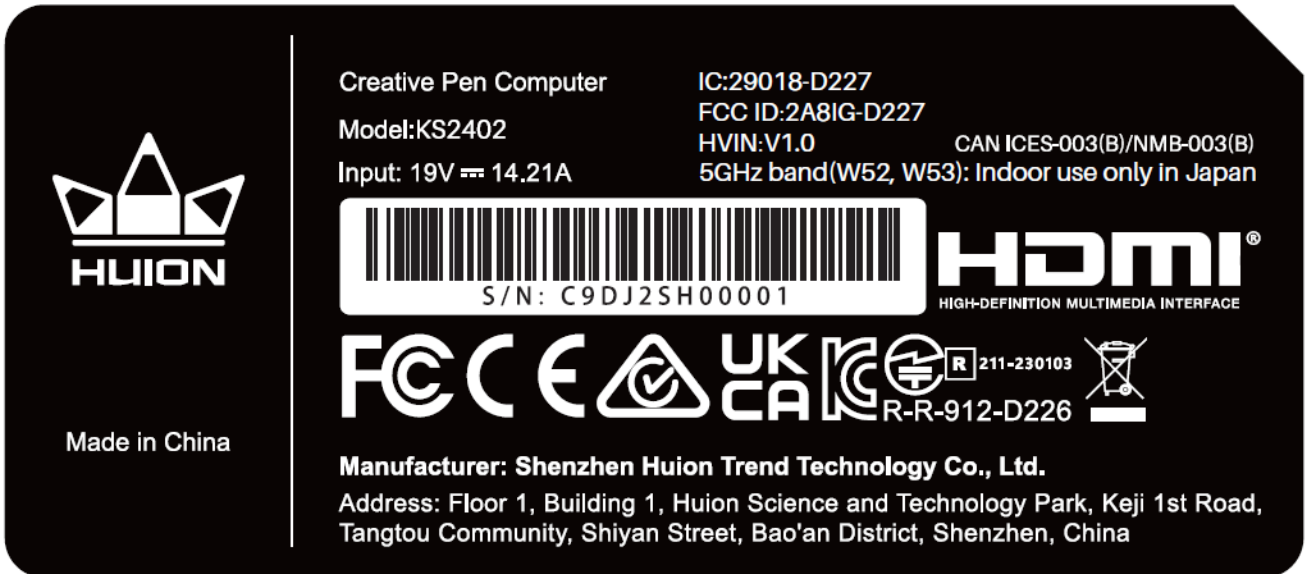 HUION
Made in China
Creative Pen Computer
Model:KS2402
Input: 19V ⎓ 14.21A
IC:29018-D227
FCC ID:2A8IG-D227
HVIN:V1.0
CAN ICES-003(B)/NMB-003(B)
5GHz band(W52, W53): Indoor use only in Japan
S/N: C9DJ2SH00001
HDMI®
HIGH-DEFINITION MULTIMEDIA INTERFACE
FC CE UK CA KC R 211-230103
R-R-912-D226
Manufacturer: Shenzhen Huion Trend Technology Co., Ltd.
Address: Floor 1, Building 1, Huion Science and Technology Park, Keji 1st Road,
Tangtou Community, Shiyan Street, Bao'an District, Shenzhen, China